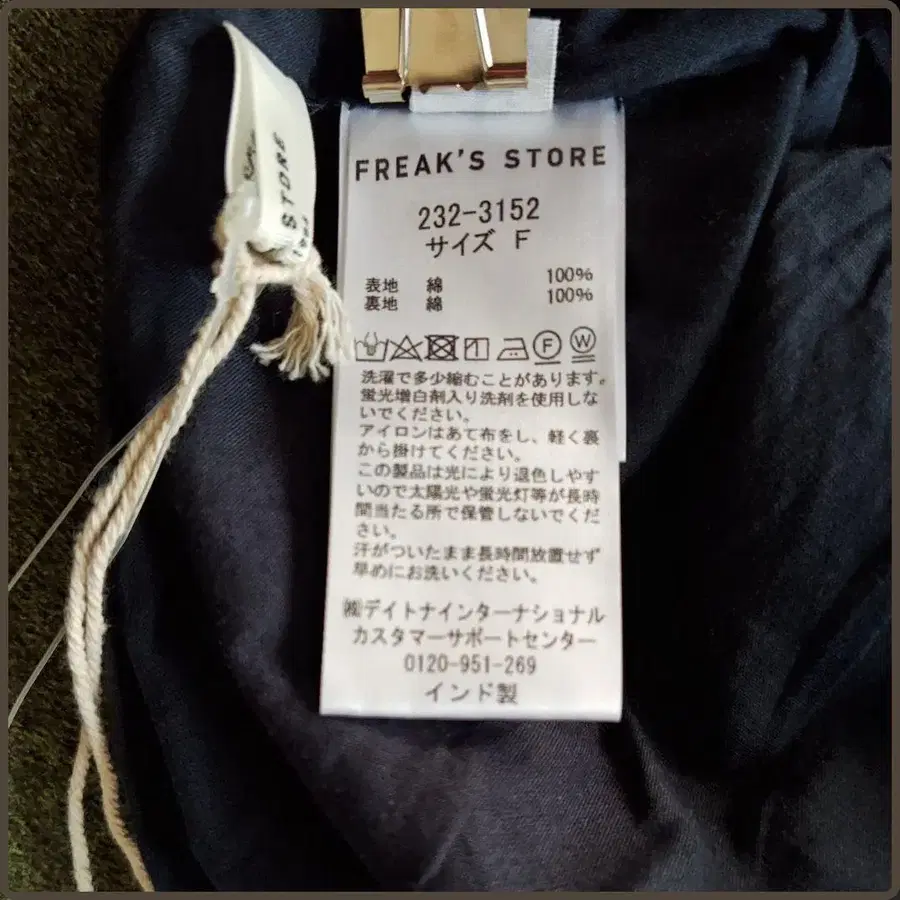 STORE
FREAK'S STORE
232-3152
サイズ F
表地 綿 100%
裏地 綿 100%
F W
洗濯で多少縮むことがあります。
蛍光増白剤入り洗剤を使用しな
いでください。
アイロンはあて布をし、軽く裏
から掛けてください。
この製品は光により退色しやす
いので太陽光や蛍光灯等が長時
間当たる所で保管しないでくだ
さい。
汗がついたまま長時間放置せず
早めにお洗いください。
㈱デイトナインターナショナル
カスタマーサポートセンター
0120-951-269
インド製